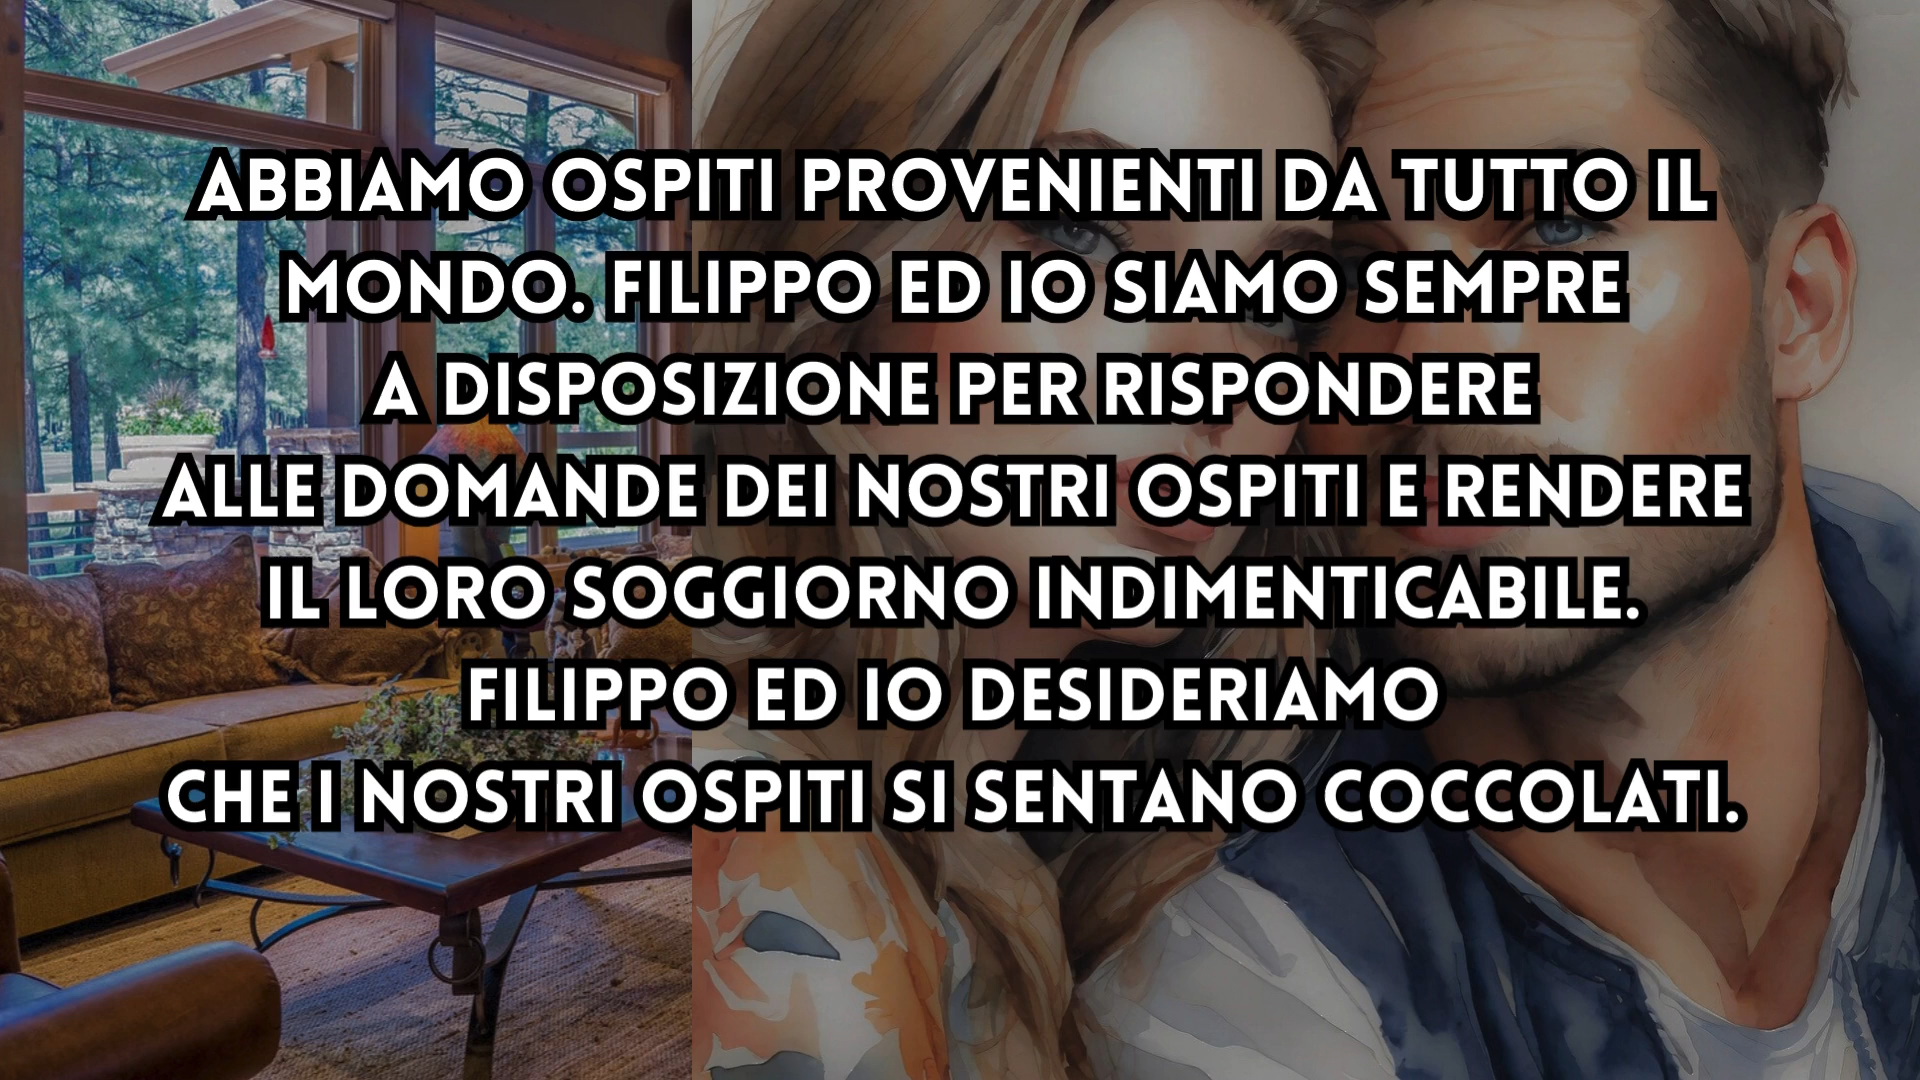 ABBIAMO OSPITI PROVENIENTI DA TUTTO IL
MONDO. FILIPPO ED IO SIAMO SEMPRE
A DISPOSIZIONE PER RISPONDERE
ALLE DOMANDE DEI NOSTRI OSPITI E RENDERE
IL LORO SOGGIORNO INDIMENTICABILE.
FILIPPO ED IO DESIDERIAMO
CHE I NOSTRI OSPITI SI SENTANO COCCOLATI.